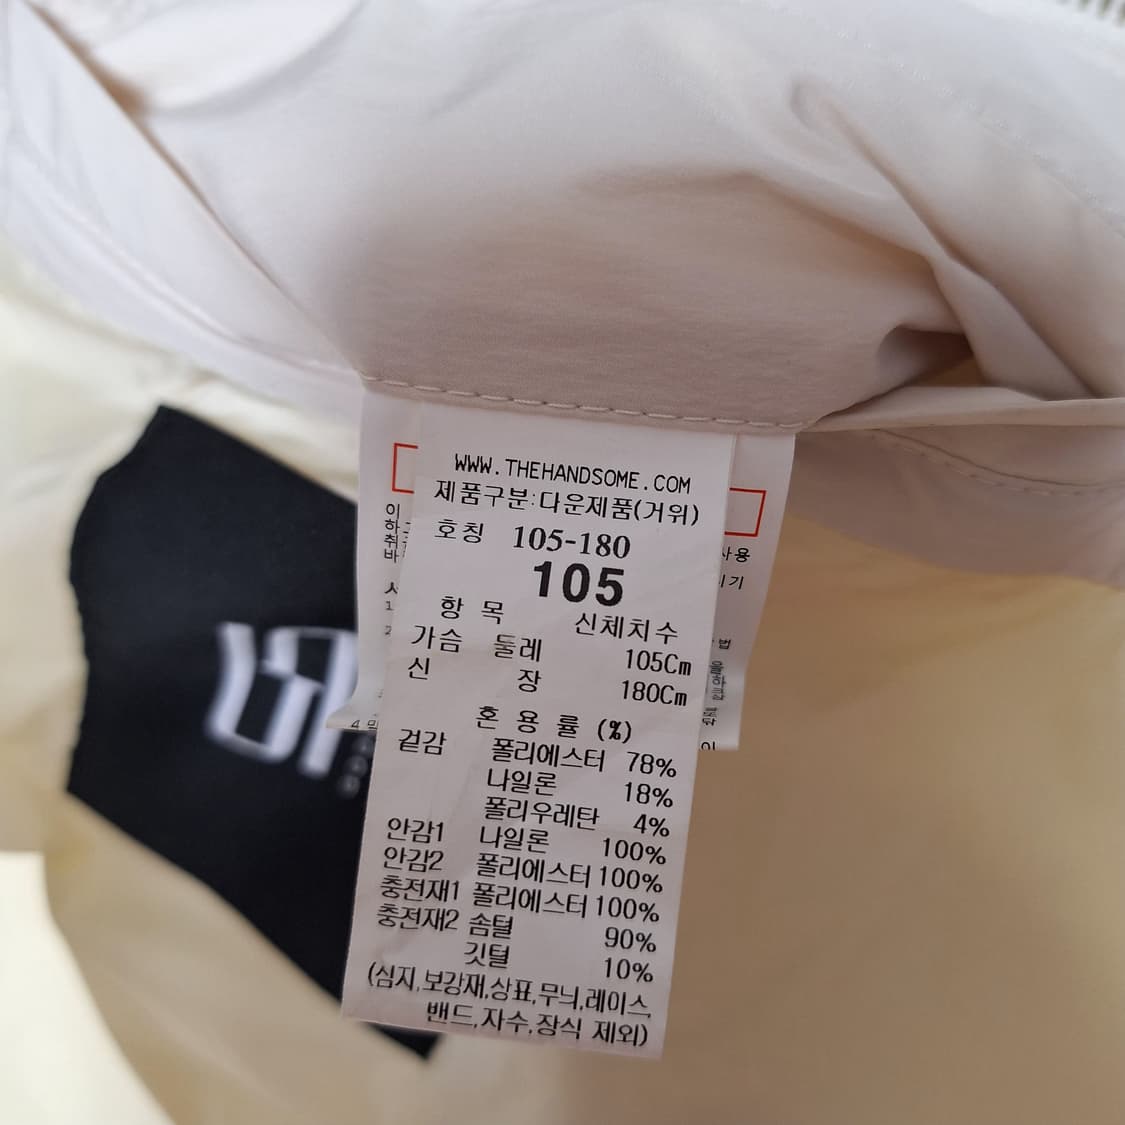 WWW.THEHANDSOME.COM
제품구분:다운제품(거위)
호칭 105-180
105
항 목 신체치수
가슴 둘레 105Cm
신 장 180Cm
혼 용 률 (%)
겉감 폴리에스터 78%
나일론 18%
폴리우레탄 4%
안감1 나일론 100%
안감2 폴리에스터 100%
충전재1 폴리에스터 100%
충전재2 솜털 90%
깃털 10%
(심지,보강재,상표,무늬,레이스,
밴드,자수,장식 제외)